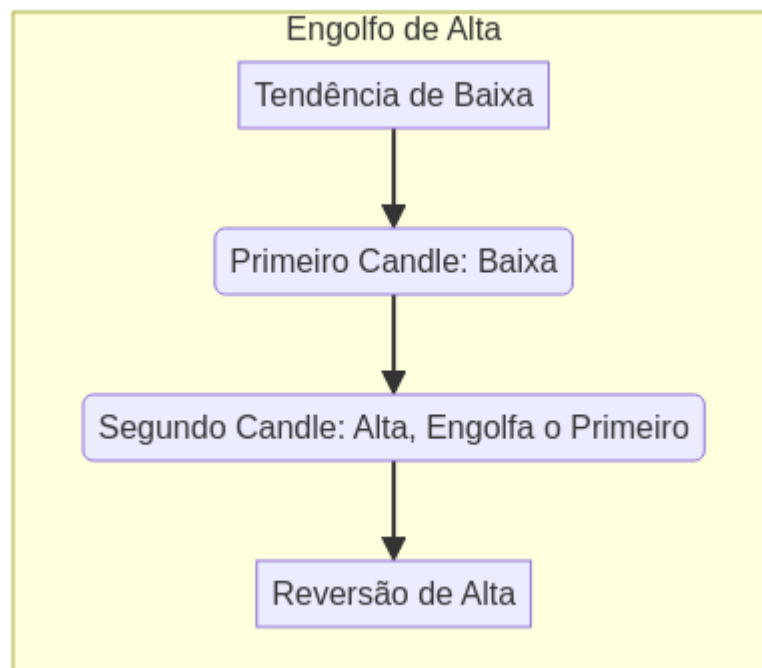 Engolfo de Alta
Tendência de Baixa
Primeiro Candle: Baixa
Segundo Candle: Alta, Engolfa o Primeiro
Reversão de Alta